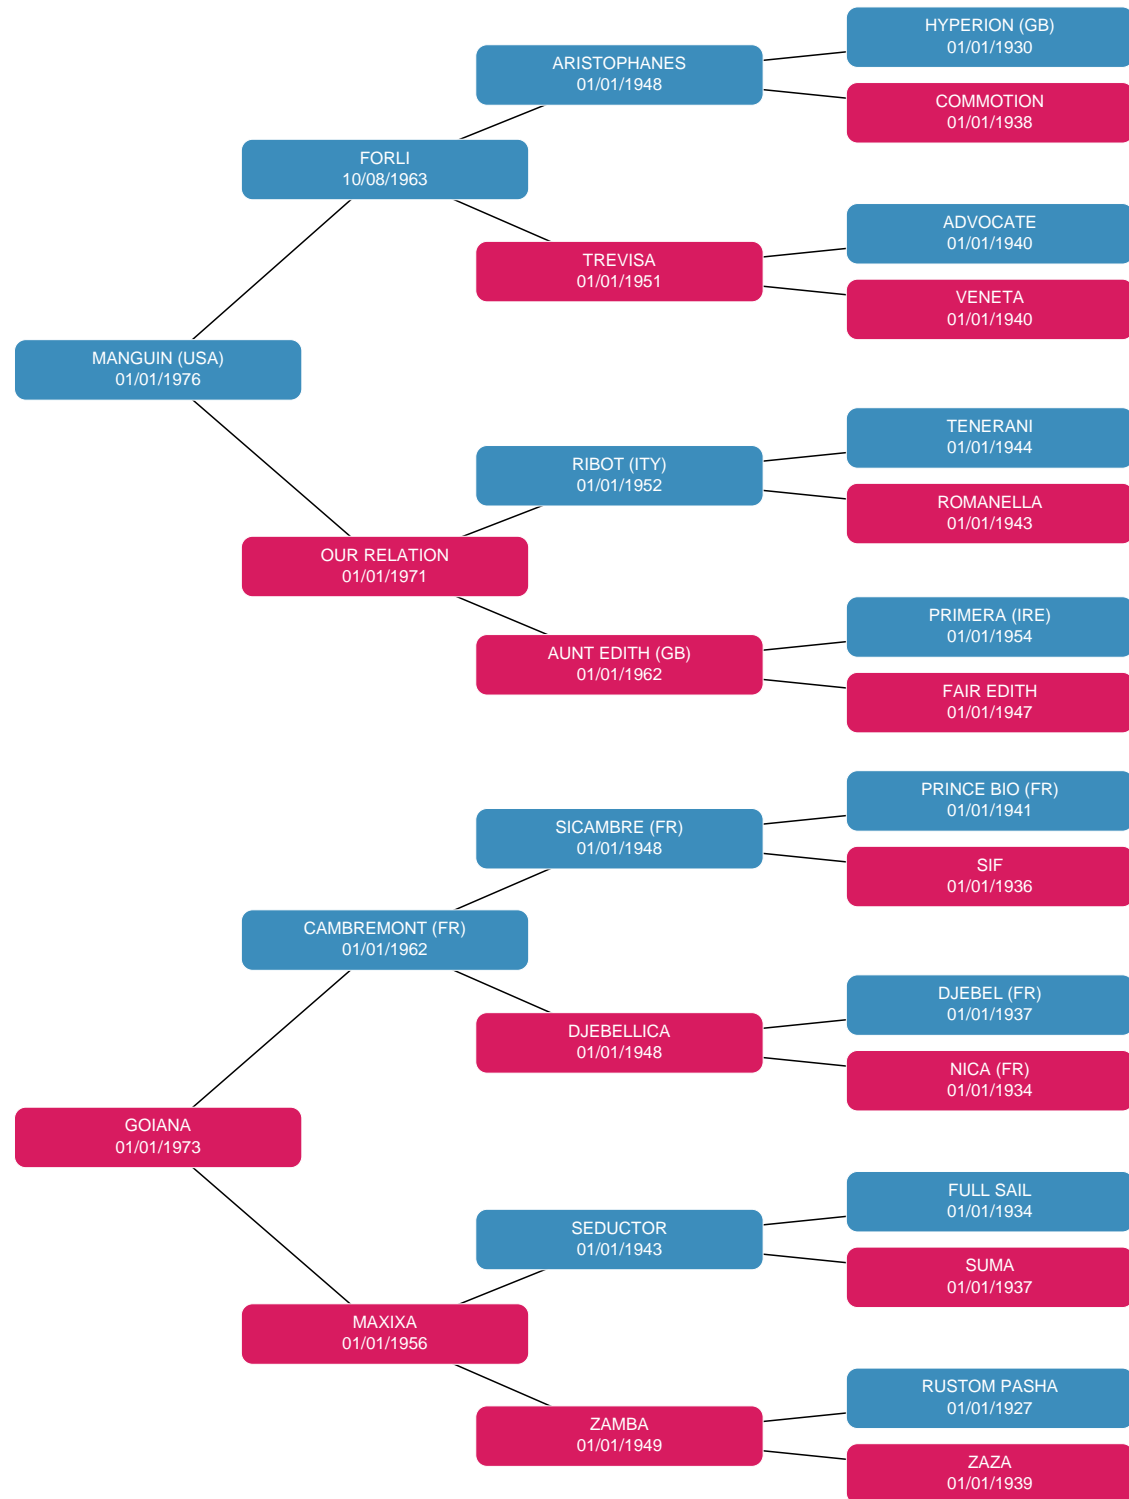 HYPERION (GB)
01/01/1930
ARISTOPHANES
01/01/1948
COMMOTION
01/01/1938
FORLI
10/08/1963
ADVOCATE
01/01/1940
TREVISA
01/01/1951
VENETA
01/01/1940
MANGUIN (USA)
01/01/1976
TENERANI
01/01/1944
RIBOT (ITY)
01/01/1952
ROMANELLA
01/01/1943
OUR RELATION
01/01/1971
PRIMERA (IRE)
01/01/1954
AUNT EDITH (GB)
01/01/1962
FAIR EDITH
01/01/1947
PRINCE BIO (FR)
01/01/1941
SICAMBRE (FR)
01/01/1948
SIF
01/01/1936
CAMBREMONT (FR)
01/01/1962
DJEBEL (FR)
01/01/1937
DJEBELLICA
01/01/1948
NICA (FR)
01/01/1934
GOIANA
01/01/1973
FULL SAIL
01/01/1934
SEDUCTOR
01/01/1943
SUMA
01/01/1937
MAXIXA
01/01/1956
RUSTOM PASHA
01/01/1927
ZAMBA
01/01/1949
ZAZA
01/01/1939